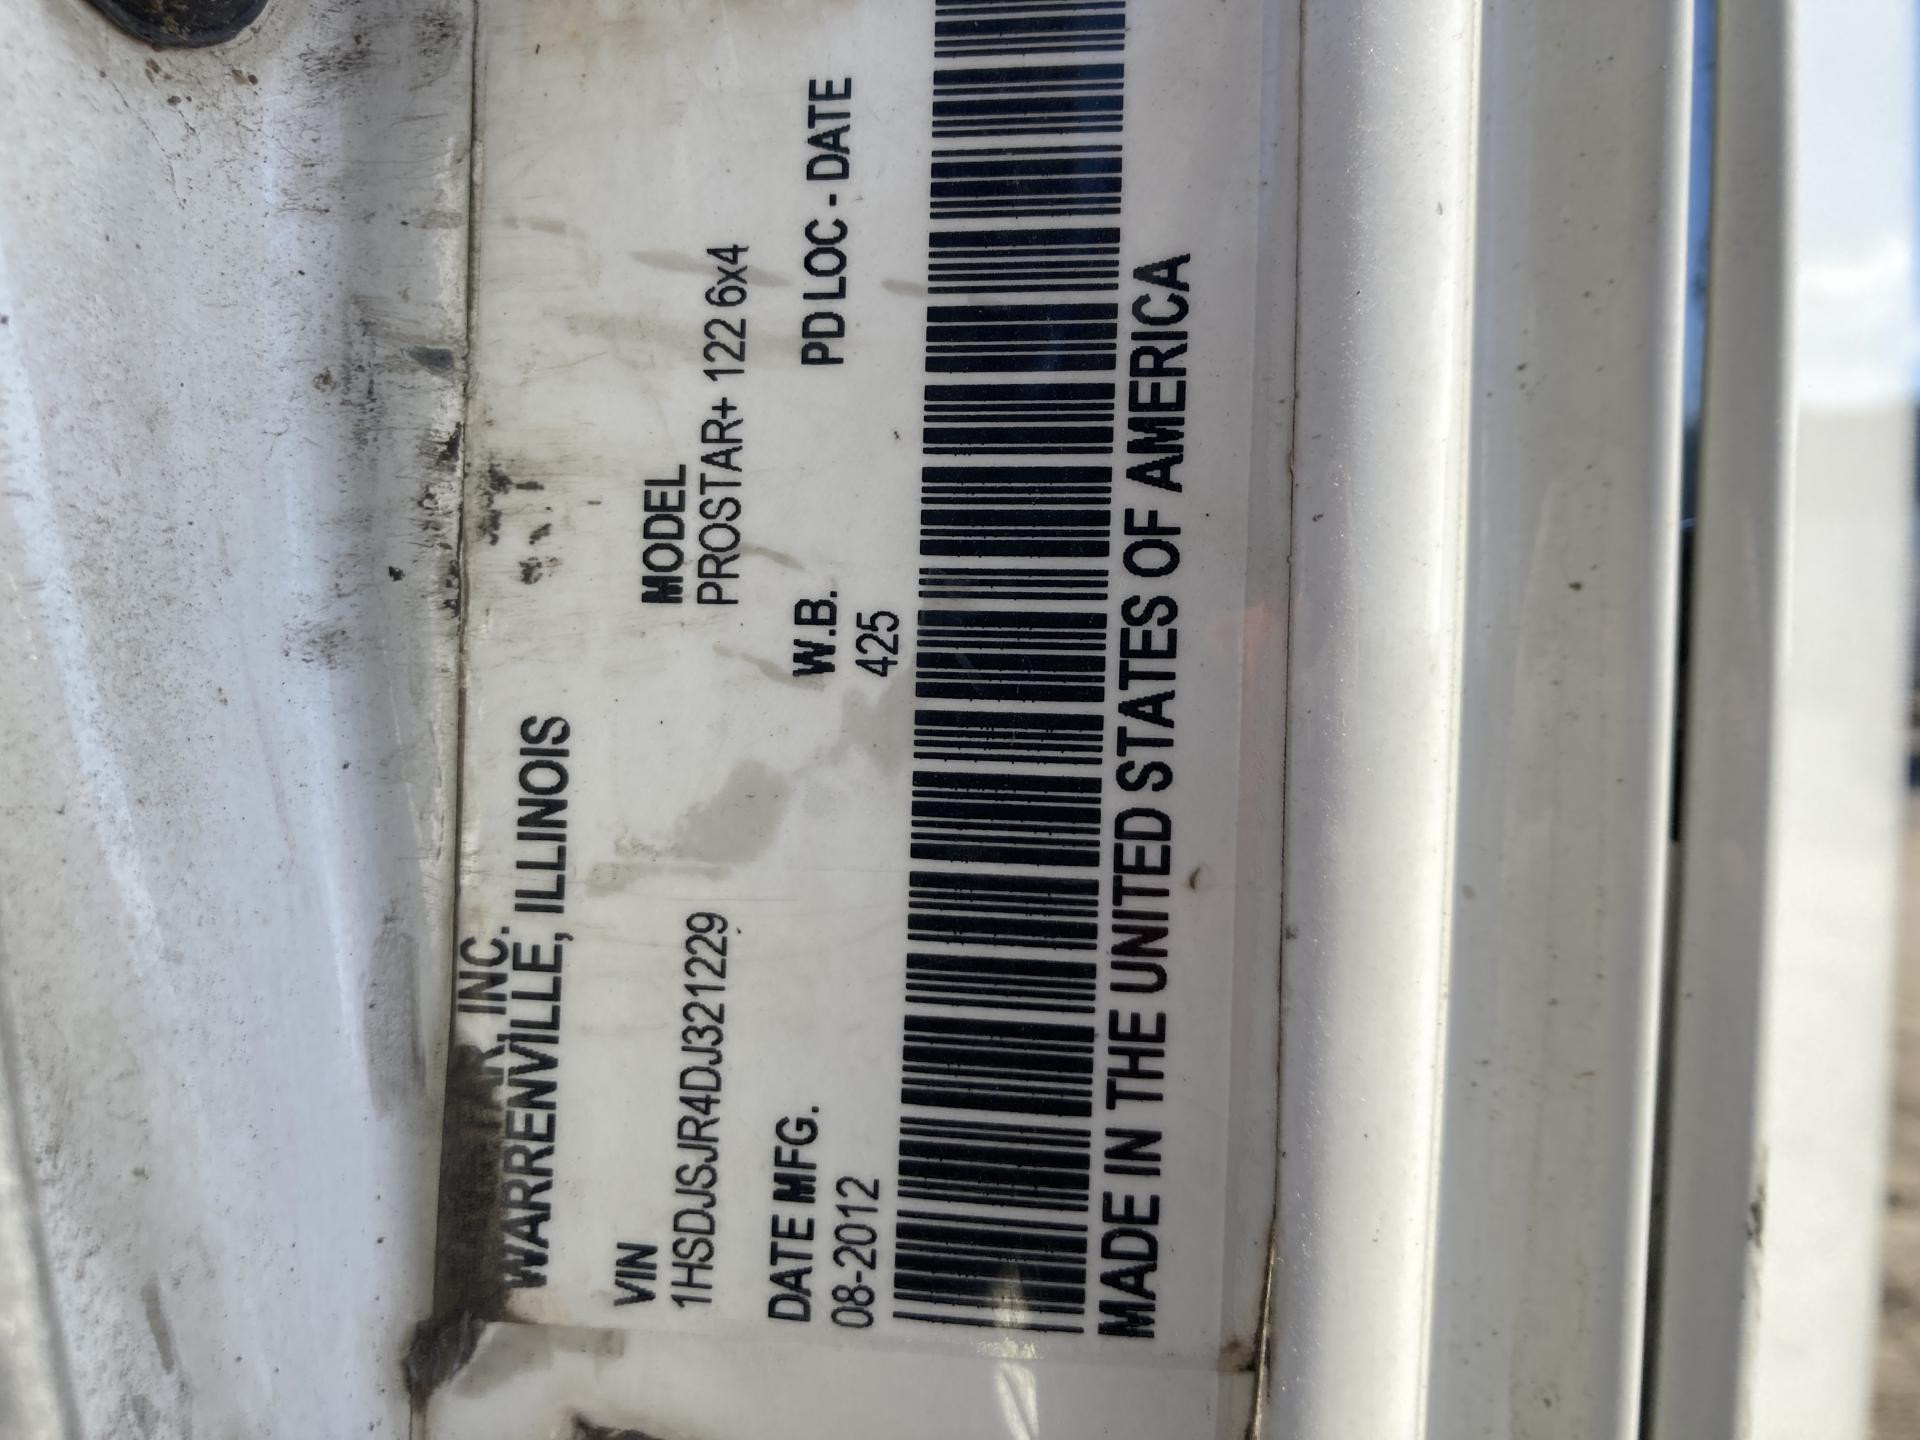 INC.
WARRENVILLE, ILLINOIS
VIN
1HSDJSJR4DJ321229
MODEL
PROSTAR+ 122 6x4
DATE MFG.
08-2012
W.B.
425
PD LOC - DATE
MADE IN THE UNITED STATES OF AMERICA